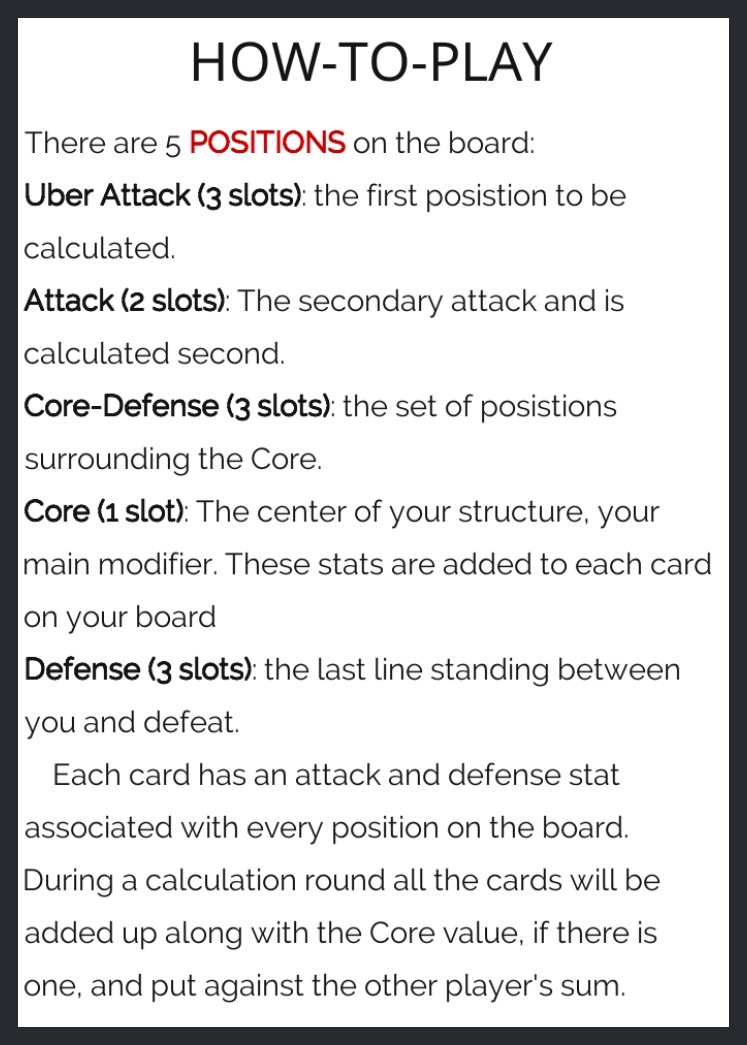 HOW-TO-PLAY
There are 5 POSITIONS on the board:
Uber Attack (3 slots): the first posistion to be
calculated.
Attack (2 slots): The secondary attack and is
calculated second.
Core-Defense (3 slots): the set of posistions
surrounding the Core.
Core (1 slot): The center of your structure, your
main modifier. These stats are added to each card
on your board
Defense (3 slots): the last line standing between
you and defeat.
Each card has an attack and defense stat
associated with every position on the board.
During a calculation round all the cards will be
added up along with the Core value, if there is
one, and put against the other player's sum.